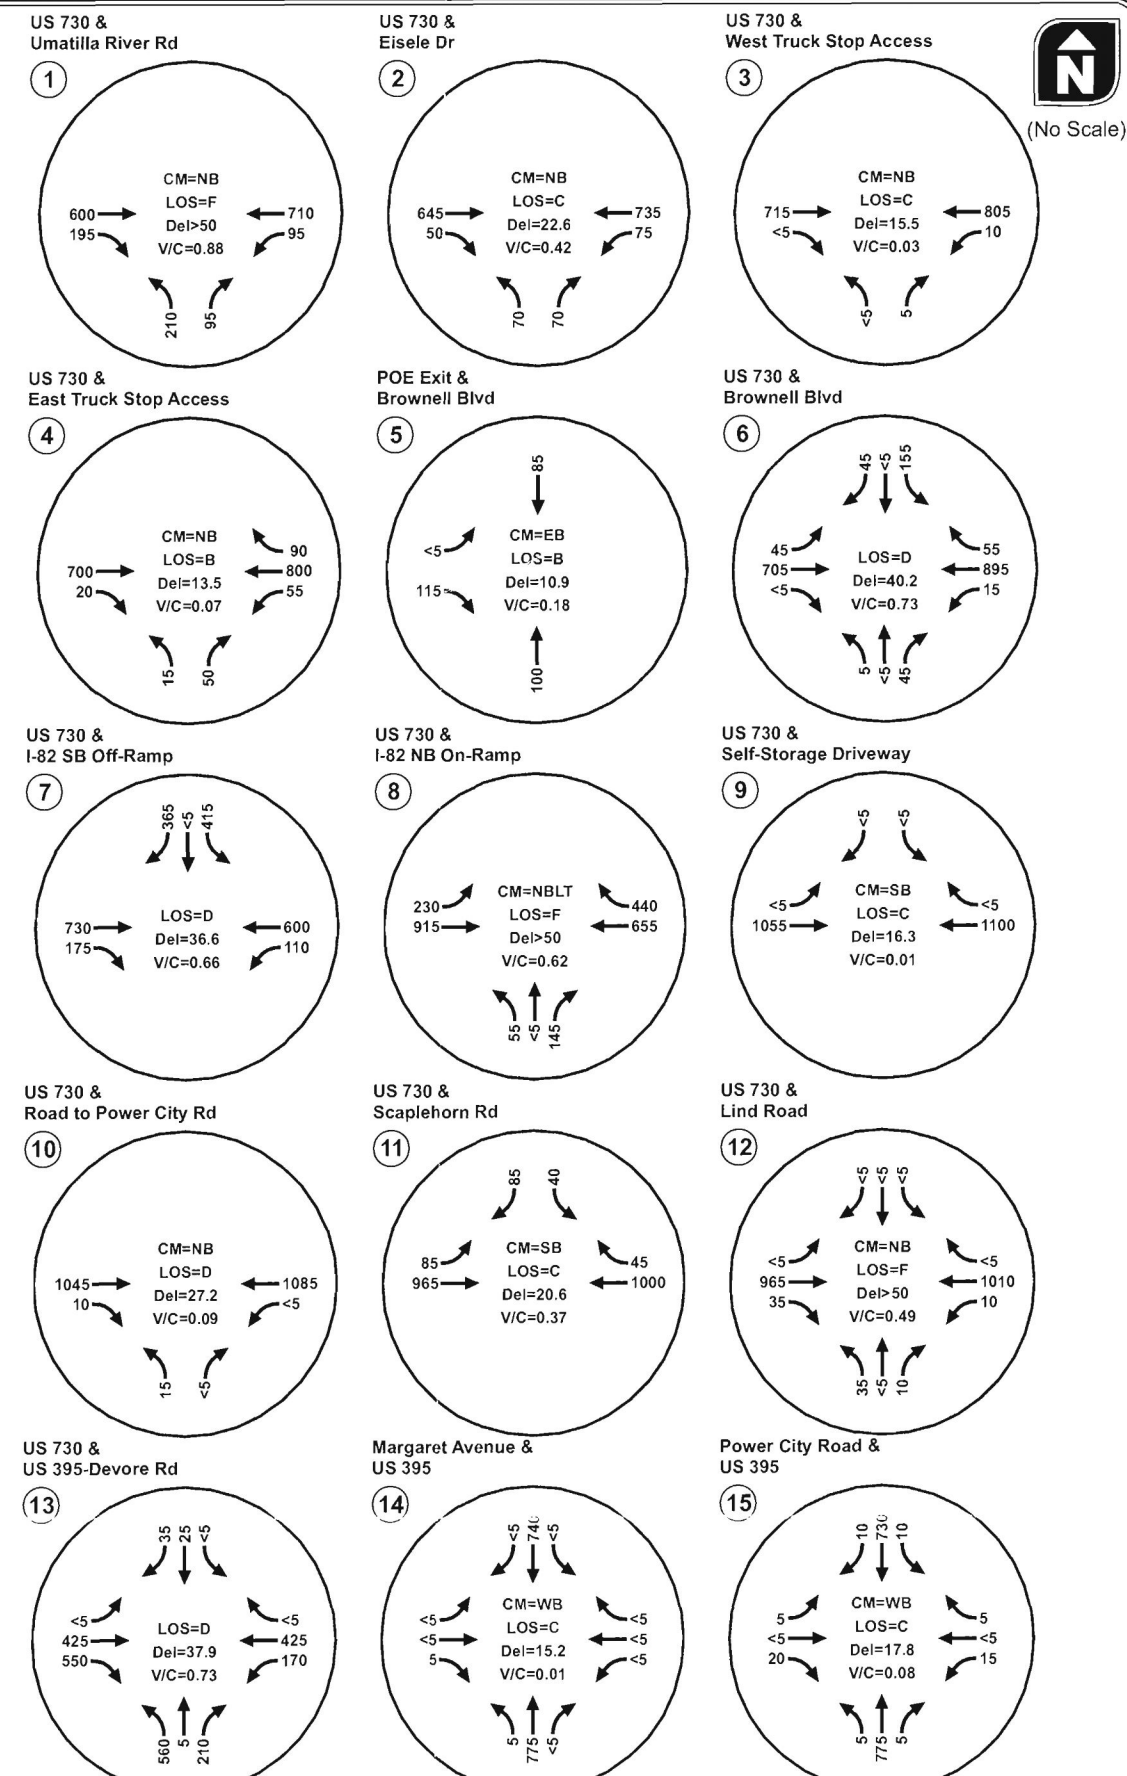 US 730 &
Umatilla River Rd
1
CM=NB
LOS=F
Del>50
V/C=0.88
600
195
710
95
210
95
US 730 &
Eisele Dr
2
CM=NB
LOS=C
Del=22.6
V/C=0.42
645
50
735
75
70
70
US 730 &
West Truck Stop Access
3
CM=NB
LOS=C
Del=15.5
V/C=0.03
715
<5
805
10
<5
5
N
(No Scale)
US 730 &
East Truck Stop Access
4
CM=NB
LOS=B
Del=13.5
V/C=0.07
700
20
90
800
55
15
50
POE Exit &
Brownell Blvd
5
85
CM=EB
LOS=B
Del=10.9
V/C=0.18
<5
115
100
US 730 &
Brownell Blvd
6
45
<5
155
45
705
<5
LOS=D
Del=40.2
V/C=0.73
55
895
15
5
<5
45
US 730 &
I-82 SB Off-Ramp
7
365
<5
415
730
175
LOS=D
Del=36.6
V/C=0.66
600
110
US 730 &
I-82 NB On-Ramp
8
230
915
CM=NBLT
LOS=F
Del>50
V/C=0.62
440
655
55
<5
145
US 730 &
Self-Storage Driveway
9
<5
<5
<5
1055
CM=SB
LOS=C
Del=16.3
V/C=0.01
<5
1100
US 730 &
Road to Power City Rd
10
CM=NB
LOS=D
Del=27.2
V/C=0.09
1045
10
1085
<5
15
<5
US 730 &
Scaplehorn Rd
11
85
40
85
965
CM=SB
LOS=C
Del=20.6
V/C=0.37
45
1000
US 730 &
Lind Road
12
<5
<5
<5
<5
965
35
CM=NB
LOS=F
Del>50
V/C=0.49
<5
1010
10
35
<5
10
US 730 &
US 395-Devore Rd
13
35
25
<5
<5
425
550
LOS=D
Del=37.9
V/C=0.73
<5
425
170
560
5
210
Margaret Avenue &
US 395
14
<5
740
<5
<5
<5
5
CM=WB
LOS=C
Del=15.2
V/C=0.01
<5
<5
<5
5
775
<5
Power City Road &
US 395
15
10
730
10
5
<5
20
CM=WB
LOS=C
Del=17.8
V/C=0.08
5
<5
15
5
775
5